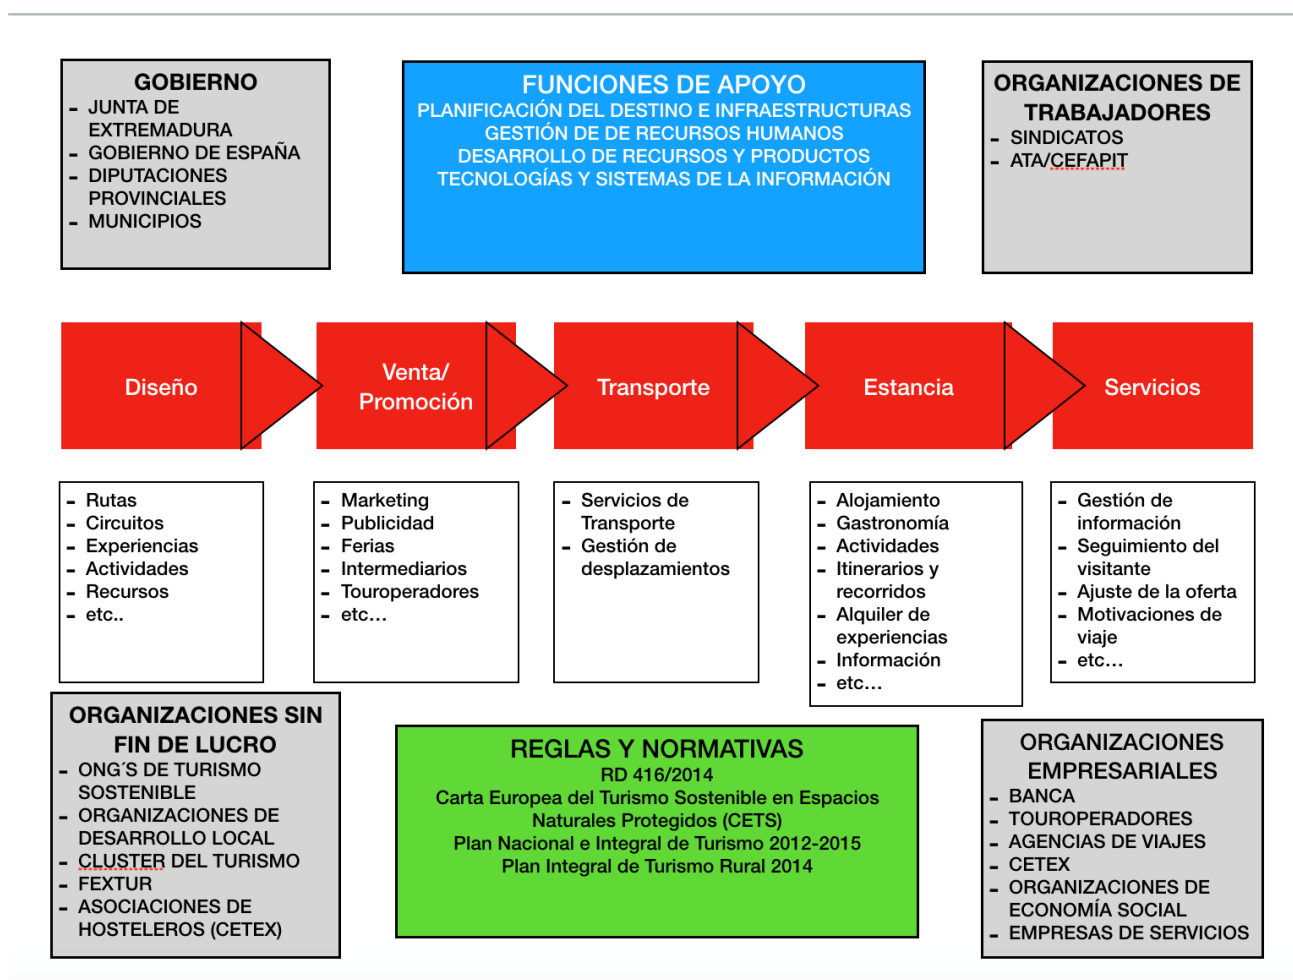 GOBIERNO
- JUNTA DE
EXTREMADURA
- GOBIERNO DE ESPAÑA
- DIPUTACIONES
PROVINCIALES
- MUNICIPIOS
FUNCIONES DE APOYO
PLANIFICACIÓN DEL DESTINO E INFRAESTRUCTURAS
GESTIÓN DE DE RECURSOS HUMANOS
DESARROLLO DE RECURSOS Y PRODUCTOS
TECNOLOGÍAS Y SISTEMAS DE LA INFORMACIÓN
ORGANIZACIONES DE
TRABAJADORES
- SINDICATOS
- ATA/CEFAPIT
Diseño
Venta/
Promoción
Transporte
Estancia
Servicios
- Rutas
- Circuitos
- Experiencias
- Actividades
- Recursos
- etc..
- Marketing
- Publicidad
- Ferias
- Intermediarios
- Touroperadores
- etc...
- Servicios de
Transporte
- Gestión de
desplazamientos
- Alojamiento
- Gastronomía
- Actividades
- Itinerarios y
recorridos
- Alquiler de
experiencias
- Información
- etc...
- Gestión de
información
- Seguimiento del
visitante
- Ajuste de la oferta
- Motivaciones de
viaje
- etc...
ORGANIZACIONES SIN
FIN DE LUCRO
- ONG´S DE TURISMO
SOSTENIBLE
- ORGANIZACIONES DE
DESARROLLO LOCAL
- CLUSTER DEL TURISMO
- FEXTUR
- ASOCIACIONES DE
HOSTELEROS (CETEX)
REGLAS Y NORMATIVAS
RD 416/2014
Carta Europea del Turismo Sostenible en Espacios
Naturales Protegidos (CETS)
Plan Nacional e Integral de Turismo 2012-2015
Plan Integral de Turismo Rural 2014
ORGANIZACIONES
EMPRESARIALES
- BANCA
- TOUROPERADORES
- AGENCIAS DE VIAJES
- CETEX
- ORGANIZACIONES DE
ECONOMÍA SOCIAL
- EMPRESAS DE SERVICIOS